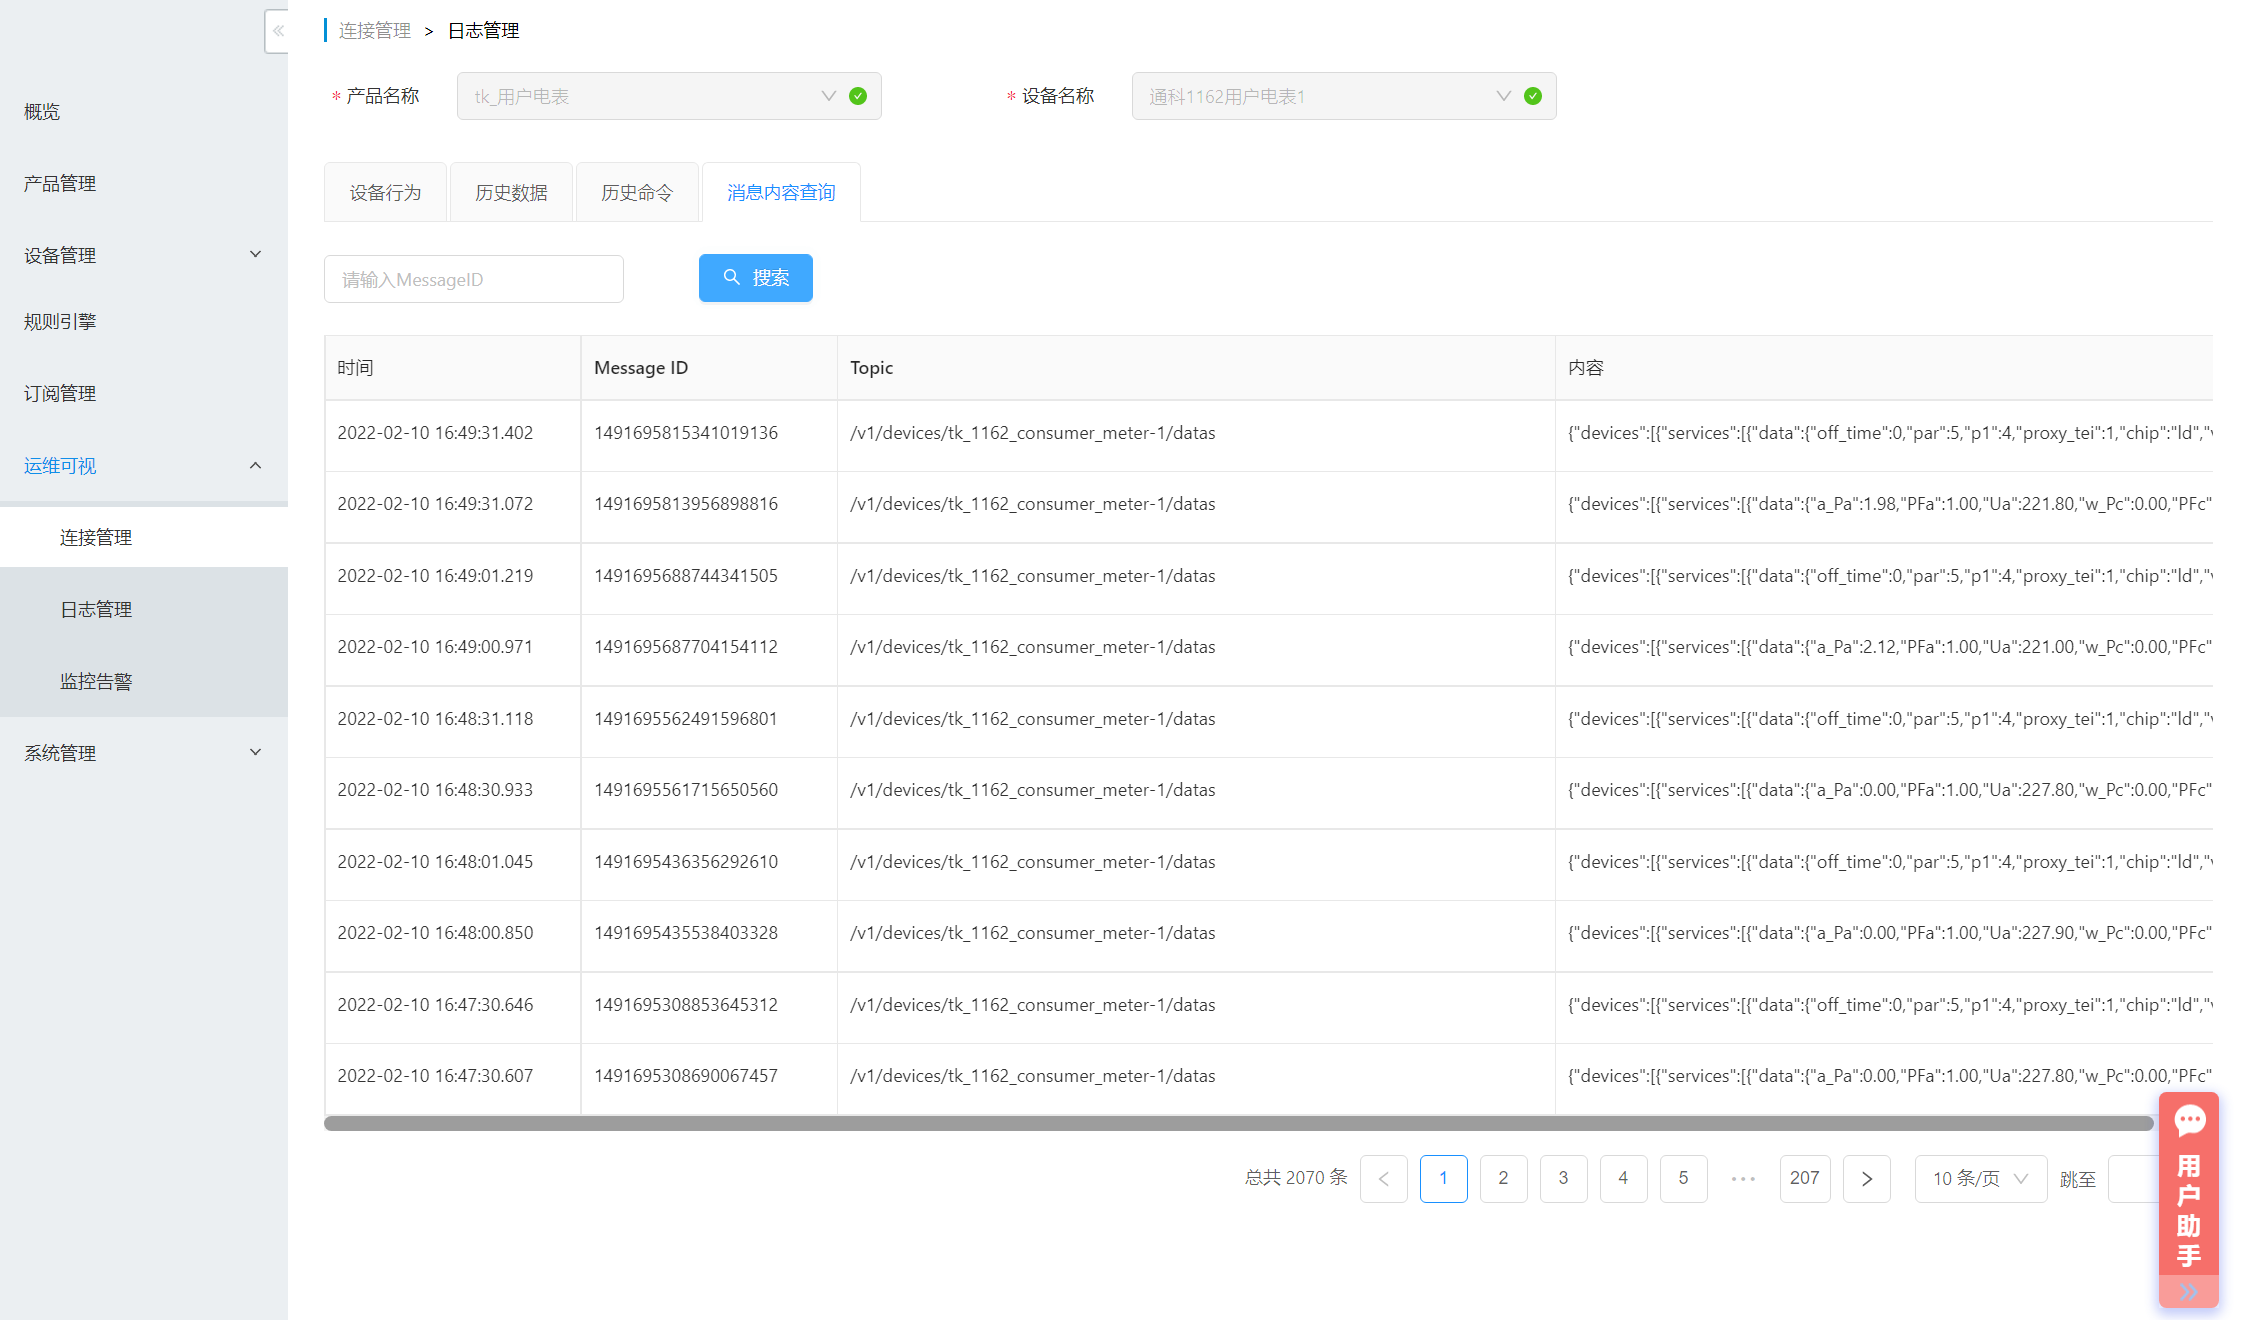 连接管理 > 日志管理
概览
产品管理
设备管理
规则引擎
订阅管理
运维可视
连接管理
日志管理
监控告警
系统管理
* 产品名称 tk_用户电表 * 设备名称 通科1162用户电表1
设备行为 历史数据 历史命令 消息内容查询
请输入MessageID 搜索
时间 Message ID Topic 内容
2022-02-10 16:49:31.402 1491695815341019136 /v1/devices/tk_1162_consumer_meter-1/datas {"devices":[{"services":[{"data":{"off_time":0,"par":5,"p1":4,"proxy_tei":1,"chip":"ld","
2022-02-10 16:49:31.072 1491695813956898816 /v1/devices/tk_1162_consumer_meter-1/datas {"devices":[{"services":[{"data":{"a_Pa":1.98,"PFa":1.00,"Ua":221.80,"w_Pc":0.00,"PFc"
2022-02-10 16:49:01.219 1491695688744341505 /v1/devices/tk_1162_consumer_meter-1/datas {"devices":[{"services":[{"data":{"off_time":0,"par":5,"p1":4,"proxy_tei":1,"chip":"ld","
2022-02-10 16:49:00.971 1491695687704154112 /v1/devices/tk_1162_consumer_meter-1/datas {"devices":[{"services":[{"data":{"a_Pa":2.12,"PFa":1.00,"Ua":221.00,"w_Pc":0.00,"PFc"
2022-02-10 16:48:31.118 1491695562491596801 /v1/devices/tk_1162_consumer_meter-1/datas {"devices":[{"services":[{"data":{"off_time":0,"par":5,"p1":4,"proxy_tei":1,"chip":"ld","
2022-02-10 16:48:30.933 1491695561715650560 /v1/devices/tk_1162_consumer_meter-1/datas {"devices":[{"services":[{"data":{"a_Pa":0.00,"PFa":1.00,"Ua":227.80,"w_Pc":0.00,"PFc"
2022-02-10 16:48:01.045 1491695436356292610 /v1/devices/tk_1162_consumer_meter-1/datas {"devices":[{"services":[{"data":{"off_time":0,"par":5,"p1":4,"proxy_tei":1,"chip":"ld","
2022-02-10 16:48:00.850 1491695435538403328 /v1/devices/tk_1162_consumer_meter-1/datas {"devices":[{"services":[{"data":{"a_Pa":0.00,"PFa":1.00,"Ua":227.90,"w_Pc":0.00,"PFc"
2022-02-10 16:47:30.646 1491695308853645312 /v1/devices/tk_1162_consumer_meter-1/datas {"devices":[{"services":[{"data":{"off_time":0,"par":5,"p1":4,"proxy_tei":1,"chip":"ld","
2022-02-10 16:47:30.607 1491695308690067457 /v1/devices/tk_1162_consumer_meter-1/datas {"devices":[{"services":[{"data":{"a_Pa":0.00,"PFa":1.00,"Ua":227.80,"w_Pc":0.00,"PFc"
总共 2070 条 < 1 2 3 4 5 ••• 207 > 10 条/页 跳至
用户助手